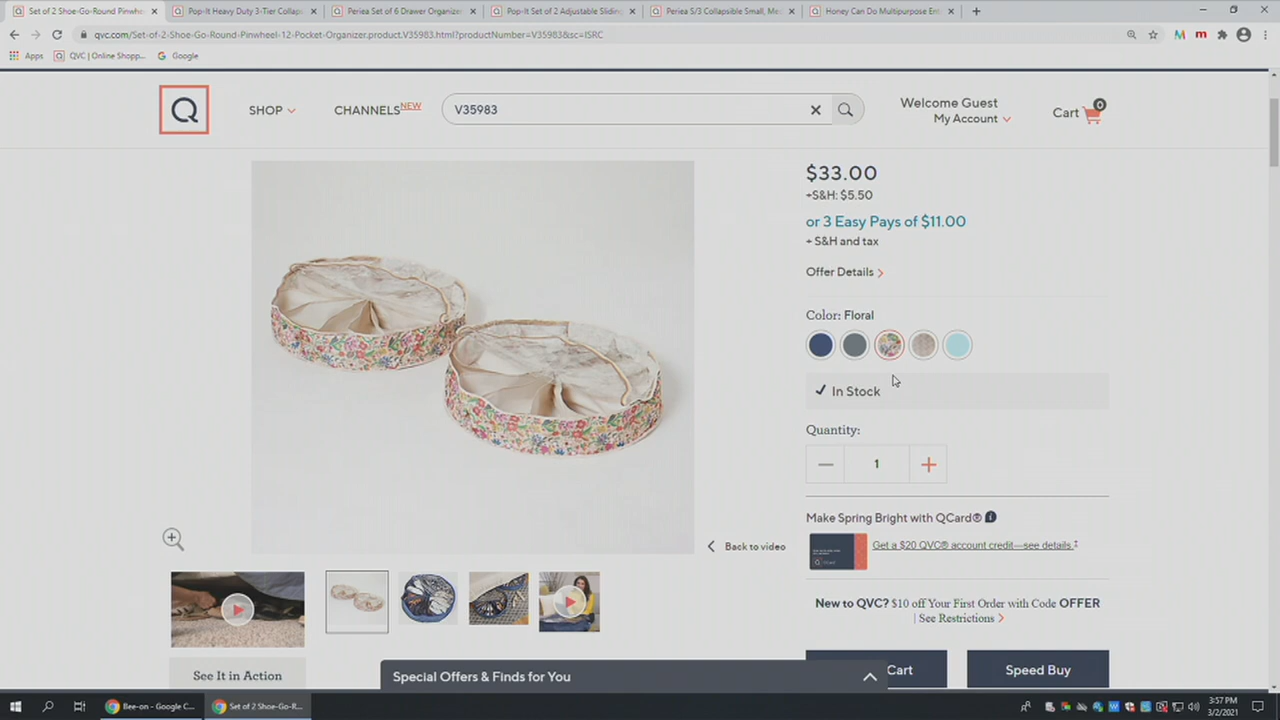 Set of 2 Shoe-Go-Round Pinwhe
Pop-It Heavy Duty 3-Tier Collaps
Periea Set of 6 Drawer Organize
Pop-It Set of 2 Adjustable Sliding
Periea S/3 Collapsible Small, Me
Honey Can Do Multipurpose Ent
qvc.com/Set-of-2-Shoe-Go-Round-Pinwheel-12-Pocket-Organizer.product.V35983.html?productNumber=V35983&sc=ISRC
Apps
QVC | Online Shopp...
Google
Q
SHOP
CHANNELS NEW
V35983
Welcome Guest
My Account
Cart
0
$33.00
+S&H: $5.50
or 3 Easy Pays of $11.00
+ S&H and tax
Offer Details
Color: Floral
In Stock
Quantity:
1
Make Spring Bright with QCard®
Get a $20 QVC® account credit—see details.‡
Back to video
New to QVC? $10 off Your First Order with Code OFFER
| See Restrictions
See It in Action
Special Offers & Finds for You
Cart
Speed Buy
Bee-on - Google C...
Set of 2 Shoe-Go-R...
3:57 PM
3/2/2021